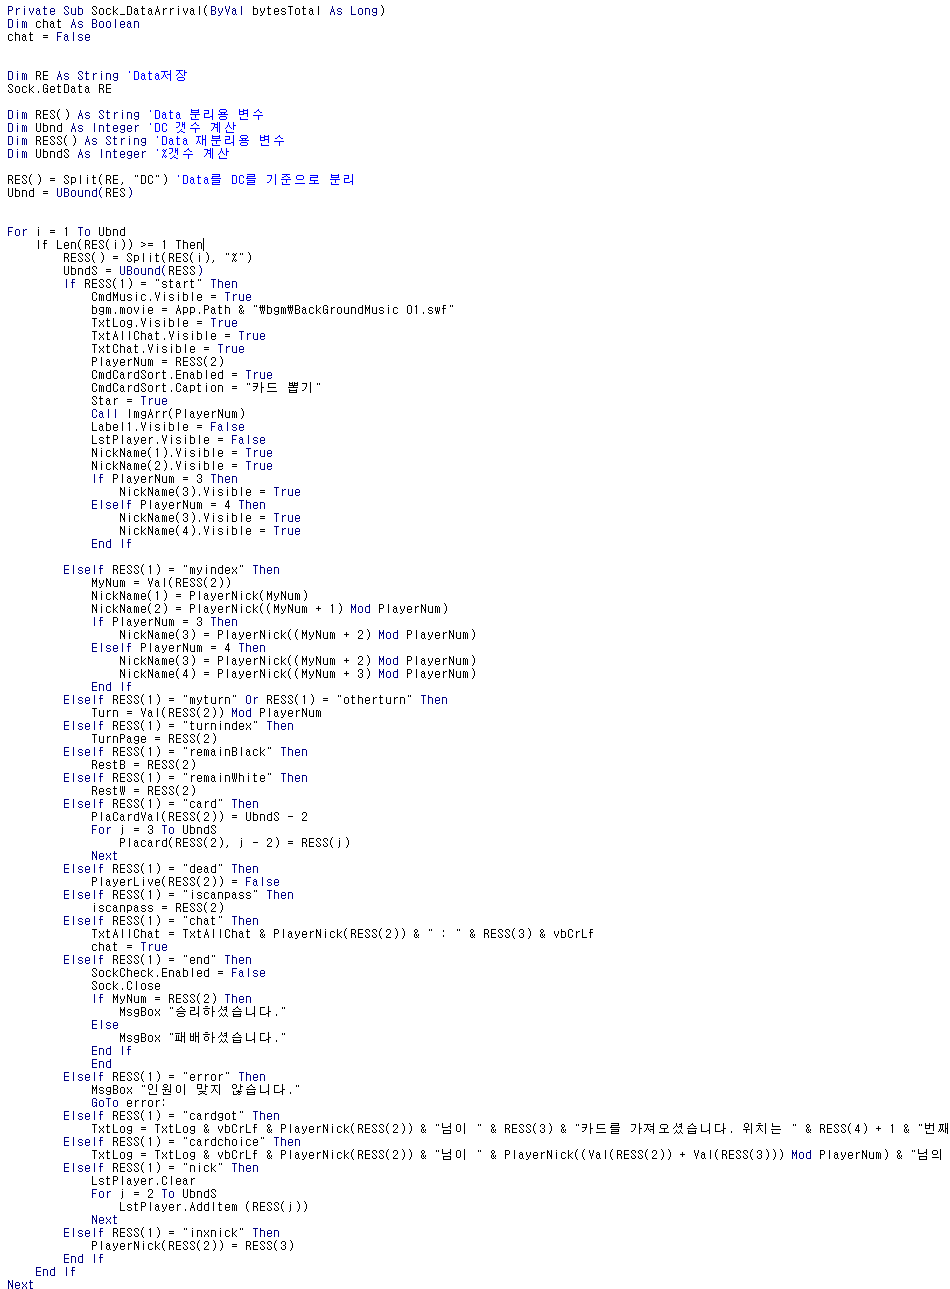 Private Sub Sock_DataArrival(ByVal bytesTotal As Long)
Dim chat As Boolean
chat = False
Dim RE As String 'Data저장
Sock.GetData RE
Dim RES() As String 'Data 분리용 변수
Dim Ubnd As Integer 'DC 갯수 계산
Dim RESS() As String 'Data 재분리용 변수
Dim UbndS As Integer '%갯수 계산
RES() = Split(RE, "DC") 'Data를 DC를 기준으로 분리
Ubnd = UBound(RES)
For i = 1 To Ubnd
    If Len(RES(i)) >= 1 Then
        RESS() = Split(RES(i), "%")
        UbndS = UBound(RESS)
        If RESS(1) = "start" Then
            CmdMusic.Visible = True
            bgm.movie = App.Path & "₩bgm₩BackGroundMusic 01.swf"
            TxtLog.Visible = True
            TxtAllChat.Visible = True
            TxtChat.Visible = True
            PlayerNum = RESS(2)
            CmdCardSort.Enabled = True
            CmdCardSort.Caption = "카드 뽑기"
            Star = True
            Call ImgArr(PlayerNum)
            Label1.Visible = False
            LstPlayer.Visible = False
            NickName(1).Visible = True
            NickName(2).Visible = True
            If PlayerNum = 3 Then
                NickName(3).Visible = True
            ElseIf PlayerNum = 4 Then
                NickName(3).Visible = True
                NickName(4).Visible = True
            End If
        ElseIf RESS(1) = "myindex" Then
            MyNum = Val(RESS(2))
            NickName(1) = PlayerNick(MyNum)
            NickName(2) = PlayerNick((MyNum + 1) Mod PlayerNum)
            If PlayerNum = 3 Then
                NickName(3) = PlayerNick((MyNum + 2) Mod PlayerNum)
            ElseIf PlayerNum = 4 Then
                NickName(3) = PlayerNick((MyNum + 2) Mod PlayerNum)
                NickName(4) = PlayerNick((MyNum + 3) Mod PlayerNum)
            End If
        ElseIf RESS(1) = "myturn" Or RESS(1) = "otherturn" Then
            Turn = Val(RESS(2)) Mod PlayerNum
        ElseIf RESS(1) = "turnindex" Then
            TurnPage = RESS(2)
        ElseIf RESS(1) = "remainBlack" Then
            RestB = RESS(2)
        ElseIf RESS(1) = "remainWhite" Then
            RestW = RESS(2)
        ElseIf RESS(1) = "card" Then
            PlaCardVal(RESS(2)) = UbndS - 2
            For j = 3 To UbndS
                Placard(RESS(2), j - 2) = RESS(j)
            Next
        ElseIf RESS(1) = "dead" Then
            PlayerLive(RESS(2)) = False
        ElseIf RESS(1) = "iscanpass" Then
            iscanpass = RESS(2)
        ElseIf RESS(1) = "chat" Then
            TxtAllChat = TxtAllChat & PlayerNick(RESS(2)) & " : " & RESS(3) & vbCrLf
            chat = True
        ElseIf RESS(1) = "end" Then
            SockCheck.Enabled = False
            Sock.Close
            If MyNum = RESS(2) Then
                MsgBox "승리하셨습니다."
            Else
                MsgBox "패배하셨습니다."
            End If
            End
        ElseIf RESS(1) = "error" Then
            MsgBox "인원이 맞지 않습니다."
            GoTo error:
        ElseIf RESS(1) = "cardgot" Then
            TxtLog = TxtLog & vbCrLf & PlayerNick(RESS(2)) & "님이 " & RESS(3) & "카드를 가져오셨습니다. 위치는 " & RESS(4) + 1 & "번째
        ElseIf RESS(1) = "cardchoice" Then
            TxtLog = TxtLog & vbCrLf & PlayerNick(RESS(2)) & "님이 " & PlayerNick((Val(RESS(2)) + Val(RESS(3))) Mod PlayerNum) & "님의
        ElseIf RESS(1) = "nick" Then
            LstPlayer.Clear
            For j = 2 To UbndS
                LstPlayer.AddItem (RESS(j))
            Next
        ElseIf RESS(1) = "inxnick" Then
            PlayerNick(RESS(2)) = RESS(3)
        End If
    End If
Next